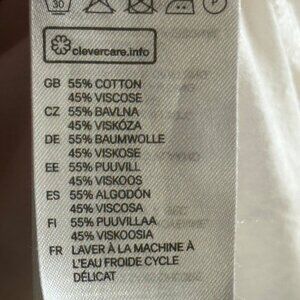 30
clevercare.info
GB 55% COTTON
45% VISCOSE
CZ 55% BAVLNA
45% VISKÓZA
DE 55% BAUMWOLLE
45% VISKOSE
EE 55% PUUVILL
45% VISKOOS
ES 55% ALGODÓN
45% VISCOSA
FI 55% PUUVILLAA
45% VISKOOSIA
FR LAVER À LA MACHINE À
L'EAU FROIDE CYCLE
DÉLICAT